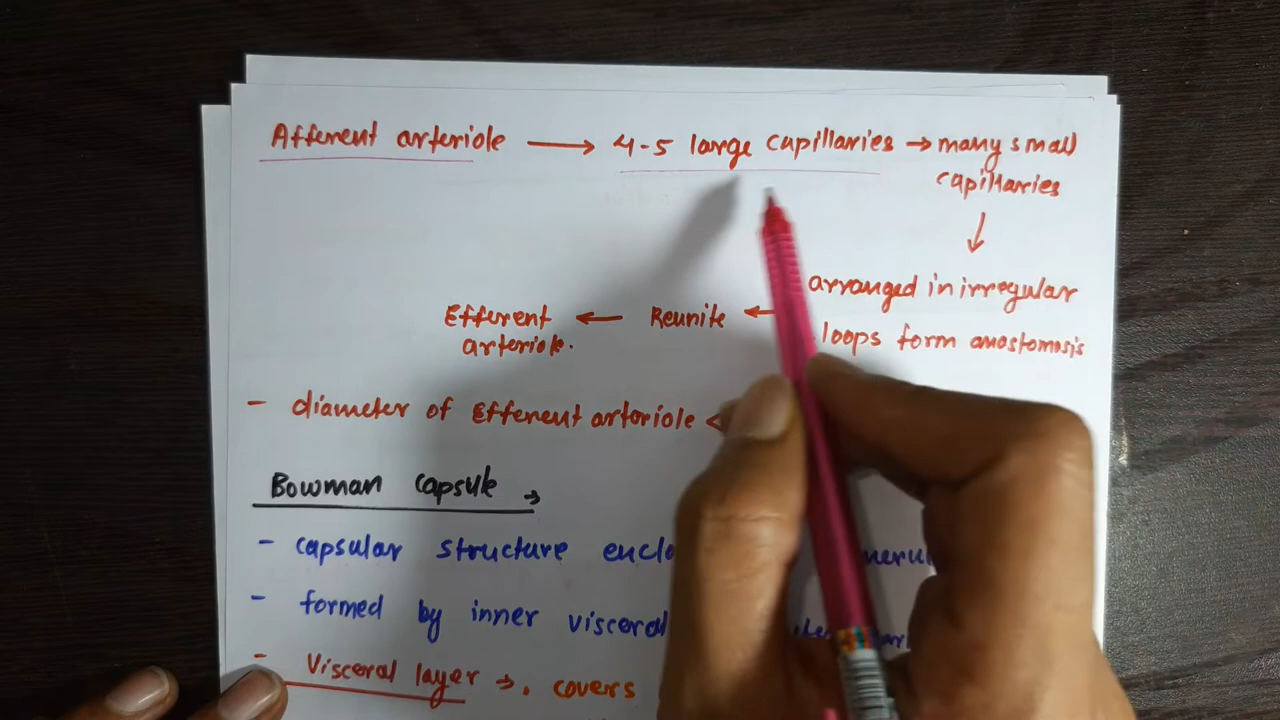 Afferent arteriole → 4-5 large capillaries → many small
capillaries
↓
arranged in irregular
Efferent ← Reunite ←
arteriole. loops form anastomosis
- diameter of Efferent arteriole <
Bowman capsule →
- capsular structure
- formed by inner visceral
- Visceral layer → . covers